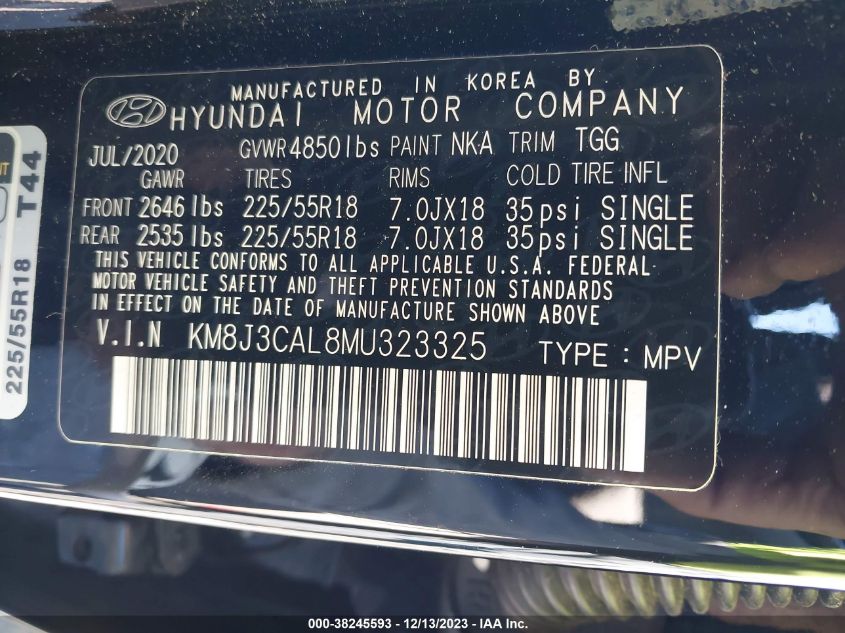 MANUFACTURED IN KOREA BY
HYUNDAI MOTOR COMPANY
JUL/2020 GVWR 4850lbs PAINT NKA TRIM TGG
GAWR TIRES RIMS COLD TIRE INFL
FRONT 2646 lbs 225/55R18 7.0JX18 35psi SINGLE
REAR 2535 lbs 225/55R18 7.0JX18 35psi SINGLE
THIS VEHICLE CONFORMS TO ALL APPLICABLE U.S.A. FEDERAL
MOTOR VEHICLE SAFETY AND THEFT PREVENTION STANDARDS
IN EFFECT ON THE DATE OF MANUFACTURE SHOWN ABOVE
V.I.N KM8J3CAL8MU323325 TYPE : MPV
225/55R18 T44
000-38245593 - 12/13/2023 - IAA Inc.